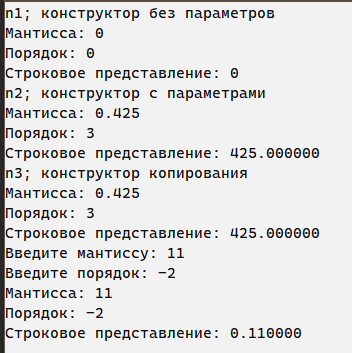 n1; конструктор без параметров
Мантисса: 0
Порядок: 0
Строковое представление: 0
n2; конструктор с параметрами
Мантисса: 0.425
Порядок: 3
Строковое представление: 425.000000
n3; конструктор копирования
Мантисса: 0.425
Порядок: 3
Строковое представление: 425.000000
Введите мантиссу: 11
Введите порядок: -2
Мантисса: 11
Порядок: -2
Строковое представление: 0.110000